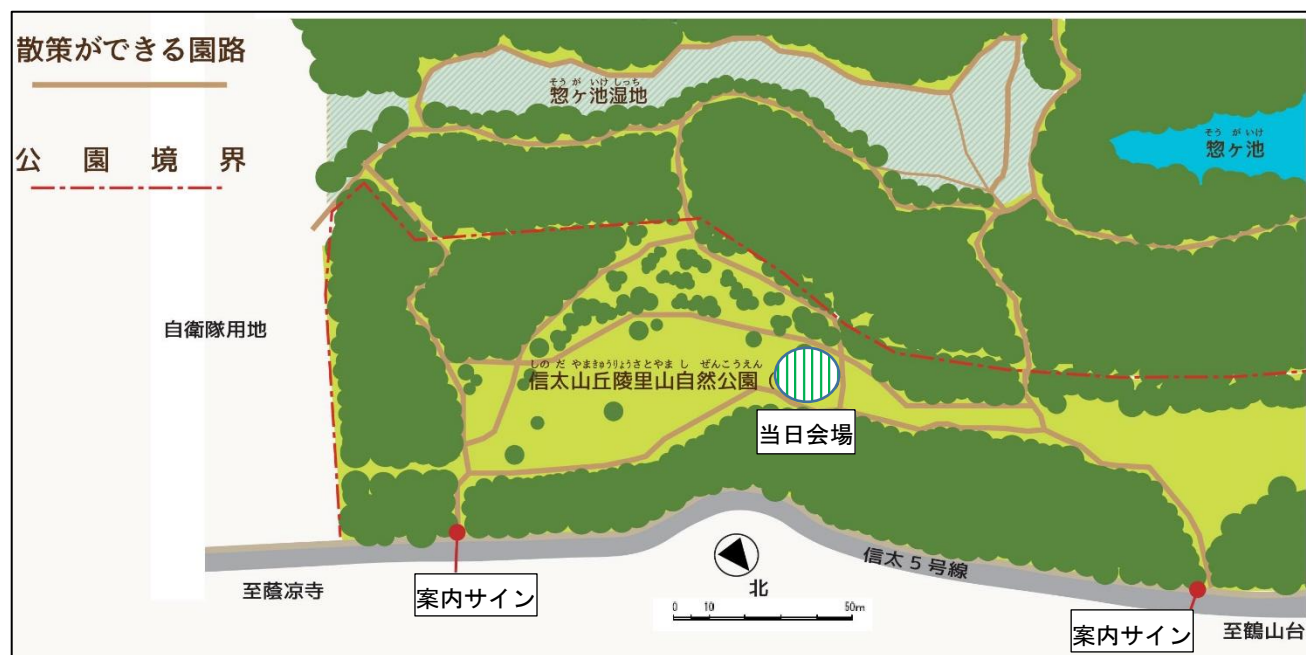 散策ができる園路
公園境界
そうがいけしっち
惣ヶ池湿地
そうがいけ
惣ヶ池
自衛隊用地
しのだやまきゅうりょうさとやましぜんこうえん
信太山丘陵里山自然公園（
当日会場
信太5号線
北
至蔭凉寺
案内サイン
0 10 50m
案内サイン
至鶴山台